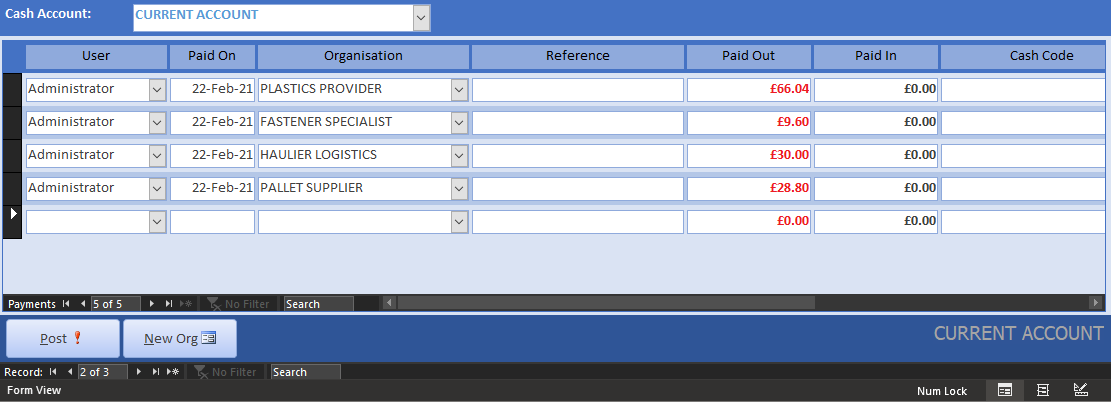 Cash Account: CURRENT ACCOUNT
User Paid On Organisation Reference Paid Out Paid In Cash Code
Administrator 22-Feb-21 PLASTICS PROVIDER £66.04 £0.00
Administrator 22-Feb-21 FASTENER SPECIALIST £9.60 £0.00
Administrator 22-Feb-21 HAULIER LOGISTICS £30.00 £0.00
Administrator 22-Feb-21 PALLET SUPPLIER £28.80 £0.00
£0.00 £0.00
Payments 5 of 5 No Filter Search
Post New Org CURRENT ACCOUNT
Record: 2 of 3 No Filter Search
Form View Num Lock